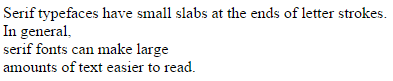 Serif typefaces have small slabs at the ends of letter strokes.
In general,
serif fonts can make large
amounts of text easier to read.